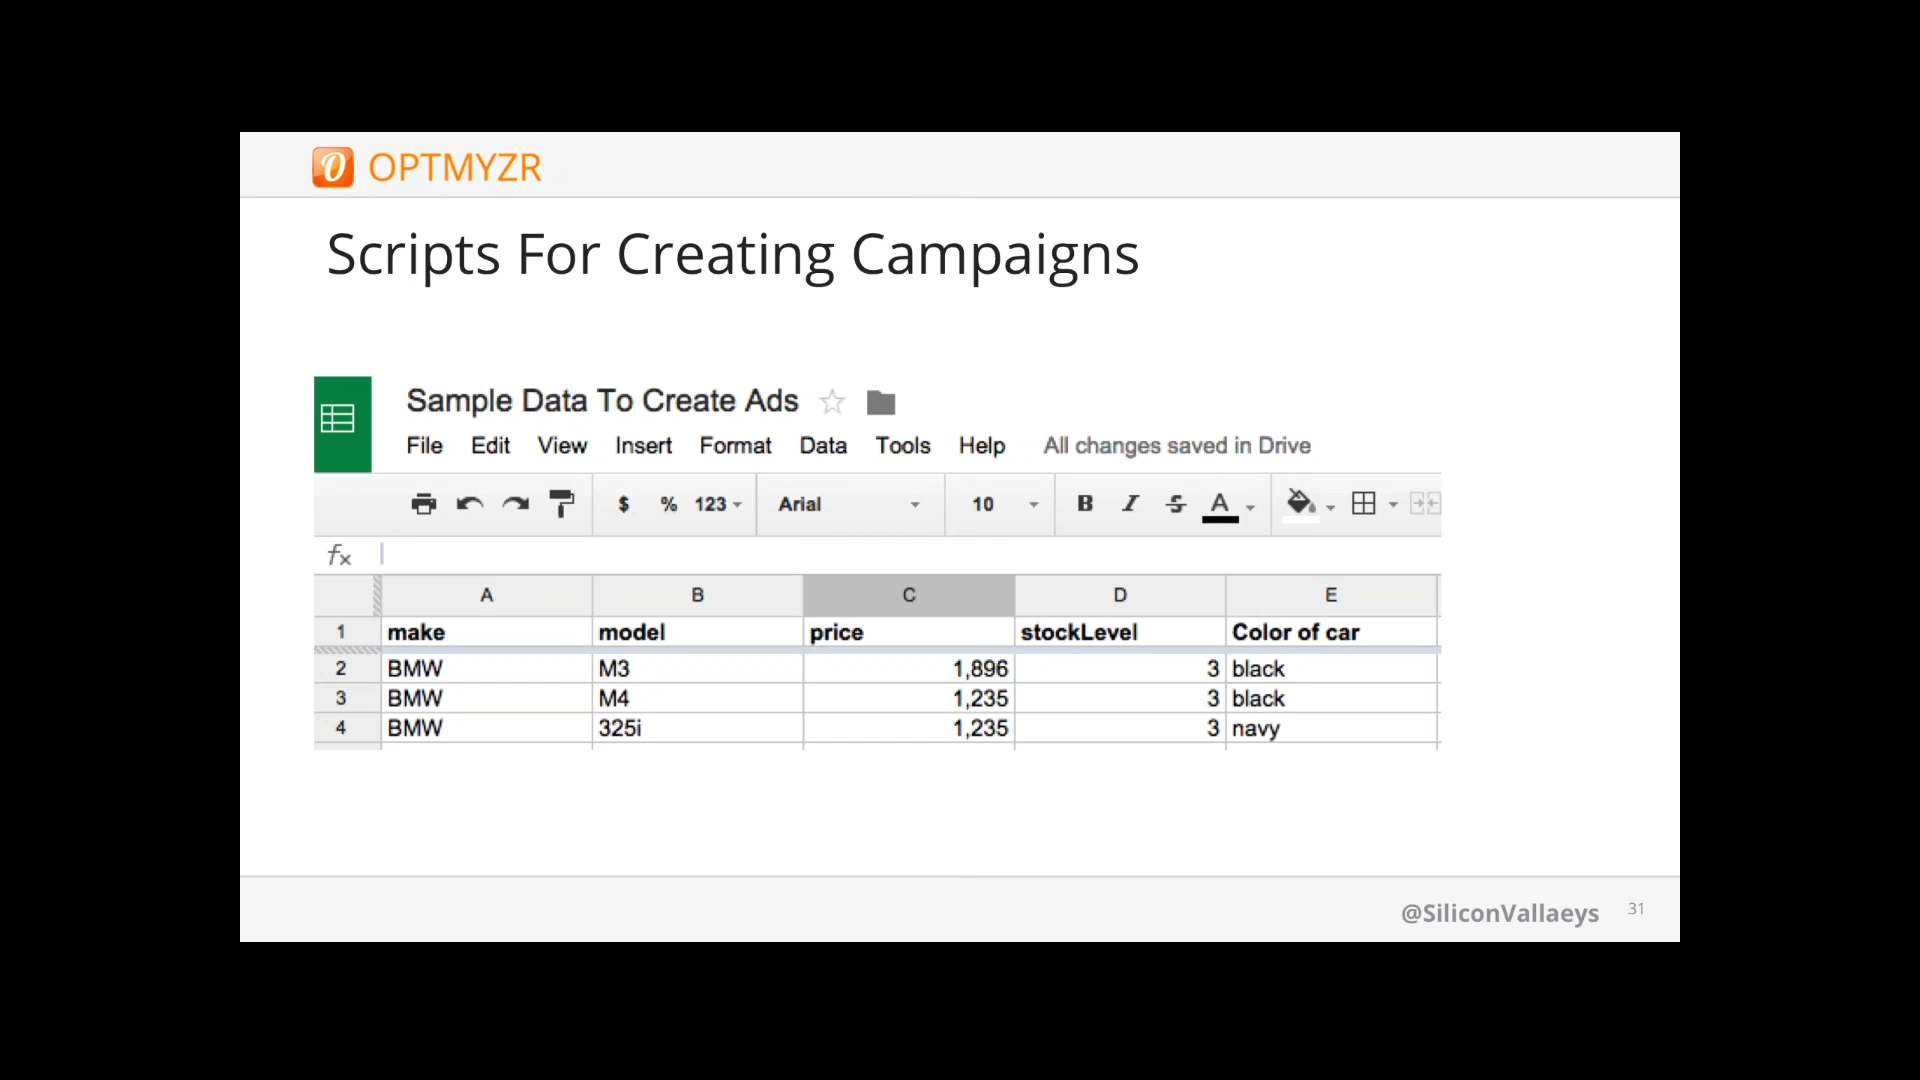 OPTMYZR
Scripts For Creating Campaigns
Sample Data To Create Ads
File Edit View Insert Format Data Tools Help All changes saved in Drive
$ % 123 Arial 10 B I S A
fx
A B C D E
1 make model price stockLevel Color of car
2 BMW M3 1,896 3 black
3 BMW M4 1,235 3 black
4 BMW 325i 1,235 3 navy
@SiliconVallaeys 31